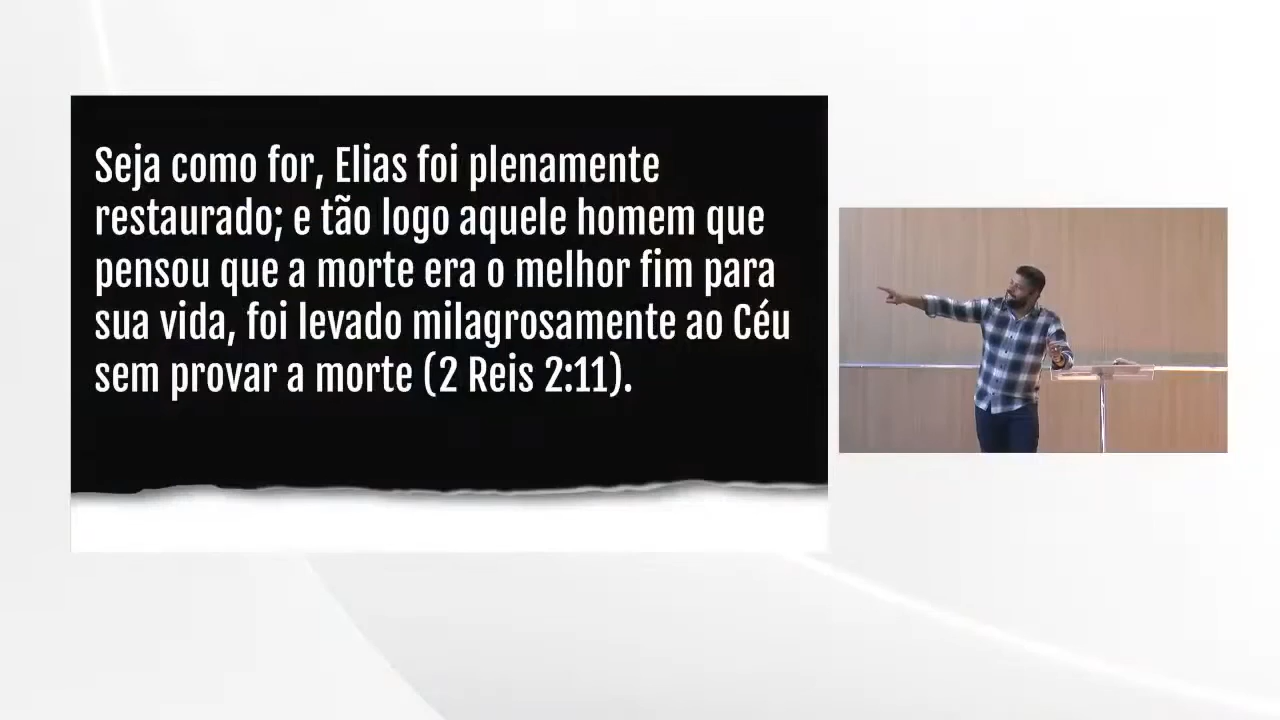 Seja como for, Elias foi plenamente
restaurado; e tão logo aquele homem que
pensou que a morte era o melhor fim para
sua vida, foi levado milagrosamente ao Céu
sem provar a morte (2 Reis 2:11).